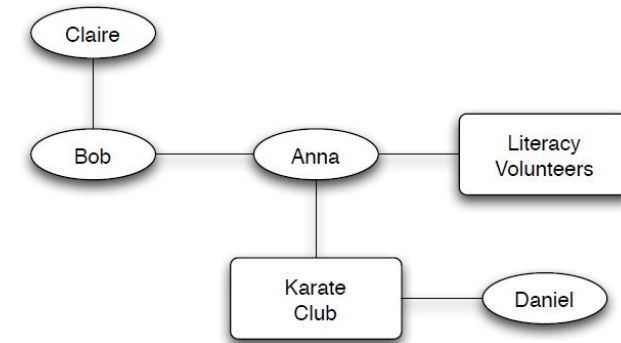 Claire
Bob
Anna
Literacy
Volunteers
Karate
Club
Daniel